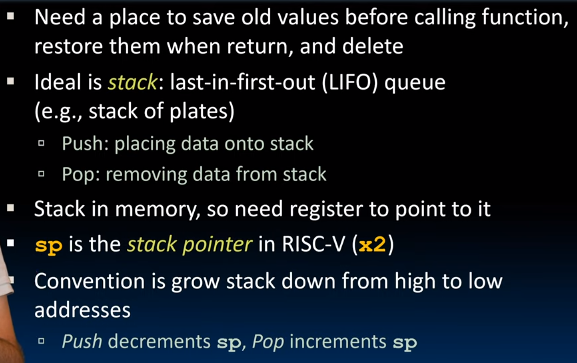 Need a place to save old values before calling function,
restore them when return, and delete
Ideal is stack: last-in-first-out (LIFO) queue
(e.g., stack of plates)
Push: placing data onto stack
Pop: removing data from stack
Stack in memory, so need register to point to it
sp is the stack pointer in RISC-V (x2)
Convention is grow stack down from high to low
addresses
Push decrements sp, Pop increments sp